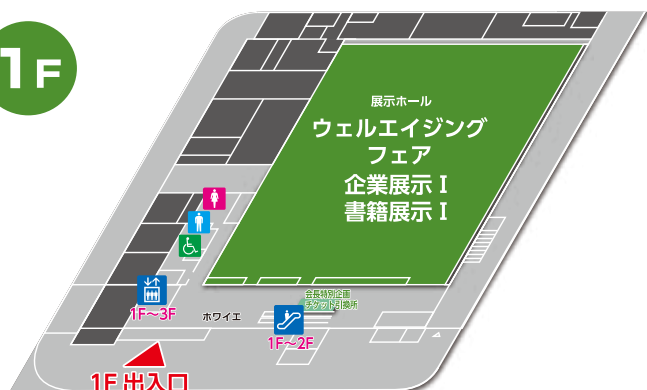 1F
展示ホール
ウェルエイジング
フェア
企業展示 I
書籍展示 I
会長特別企画
チケット引換所
1F〜3F
ホワイエ
1F〜2F
1F 出入口